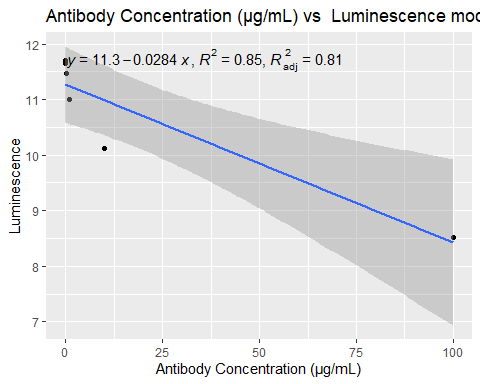 Antibody Concentration (µg/mL) vs  Luminescence mod
y = 11.3 − 0.0284 x, R² = 0.85, R²adj = 0.81
12
11
10
9
8
7
Luminescence
0 25 50 75 100
Antibody Concentration (µg/mL)